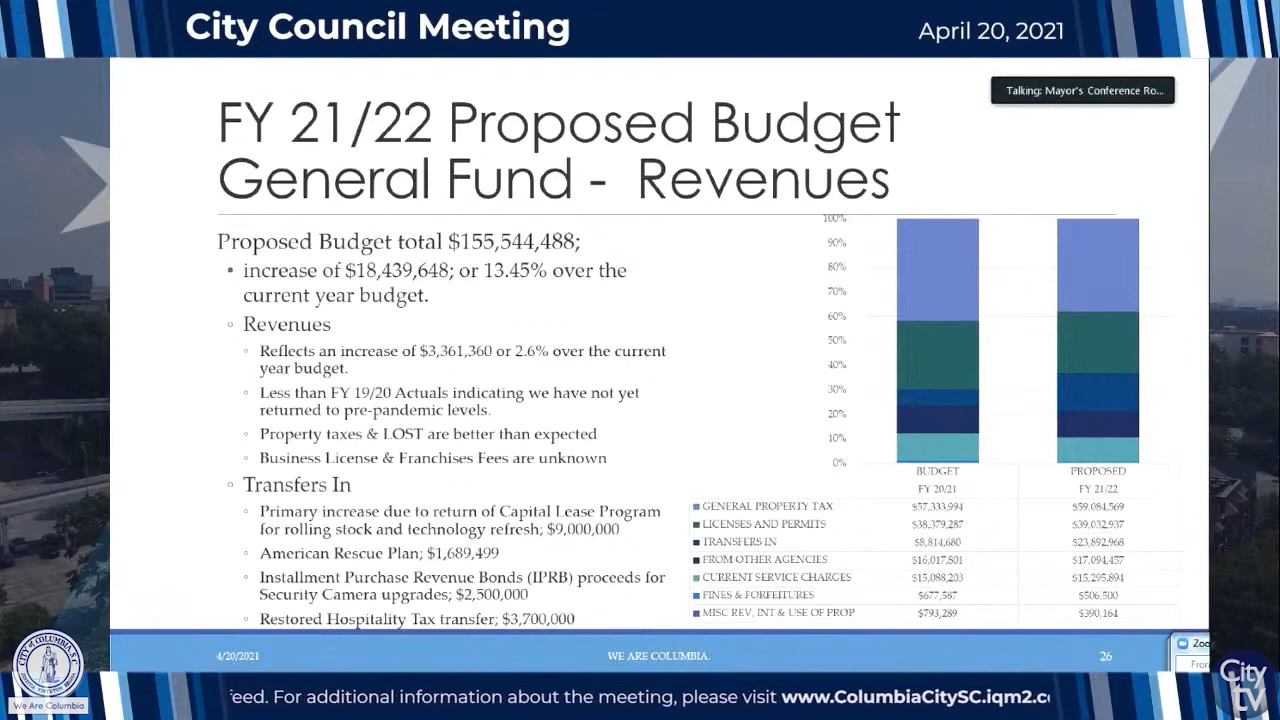 City Council Meeting
April 20, 2021
Talking: Mayor's Conference Ro...
FY 21/22 Proposed Budget
General Fund - Revenues
Proposed Budget total $155,544,488;
• increase of $18,439,648; or 13.45% over the
current year budget.
◦ Revenues
◦ Reflects an increase of $3,361,360 or 2.6% over the current
year budget.
◦ Less than FY 19/20 Actuals indicating we have not yet
returned to pre-pandemic levels.
◦ Property taxes & LOST are better than expected
◦ Business License & Franchises Fees are unknown
◦ Transfers In
◦ Primary increase due to return of Capital Lease Program
for rolling stock and technology refresh; $9,000,000
◦ American Rescue Plan; $1,689,499
◦ Installment Purchase Revenue Bonds (IPRB) proceeds for
Security Camera upgrades; $2,500,000
◦ Restored Hospitality Tax transfer; $3,700,000
100%
90%
80%
70%
60%
50%
40%
30%
20%
10%
0%
BUDGET PROPOSED
FY 20/21 FY 21/22
GENERAL PROPERTY TAX $57,333,994 $59,084,569
LICENSES AND PERMITS $38,379,287 $39,032,937
TRANSFERS IN $8,814,680 $23,892,968
FROM OTHER AGENCIES $16,017,801 $17,094,457
CURRENT SERVICE CHARGES $15,088,203 $15,295,894
FINES & FORFEITURES $677,587 $506,500
MISC REV, INT & USE OF PROP $793,289 $390,164
4/20/2021 WE ARE COLUMBIA. 26
Zoo
From
CITY OF COLUMBIA, SC
We Are Columbia
feed. For additional information about the meeting, please visit www.ColumbiaCitySC.iqm2.c
City
tv